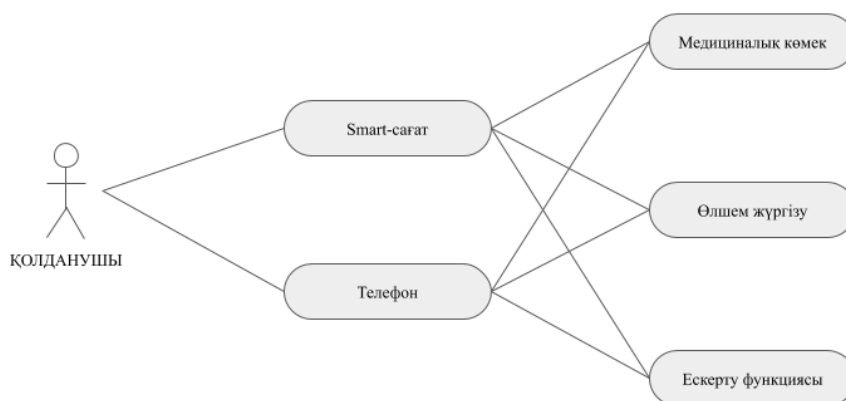 Медициналық көмек
Smart-сағат
Өлшем жүргізу
ҚОЛДАНУШЫ
Телефон
Ескерту функциясы